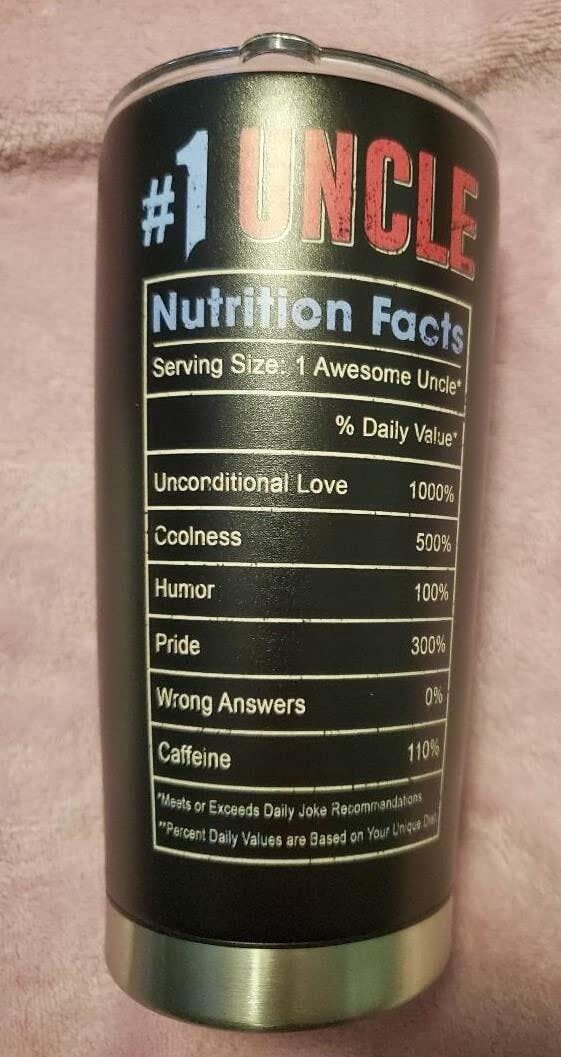 #1 UNCLE
Nutrition Facts
Serving Size: 1 Awesome Uncle*
% Daily Value*
Unconditional Love 1000%
Coolness 500%
Humor 100%
Pride 300%
Wrong Answers 0%
Caffeine 110%
*Meets or Exceeds Daily Joke Recommendations
**Percent Daily Values are Based on Your Unique Diet